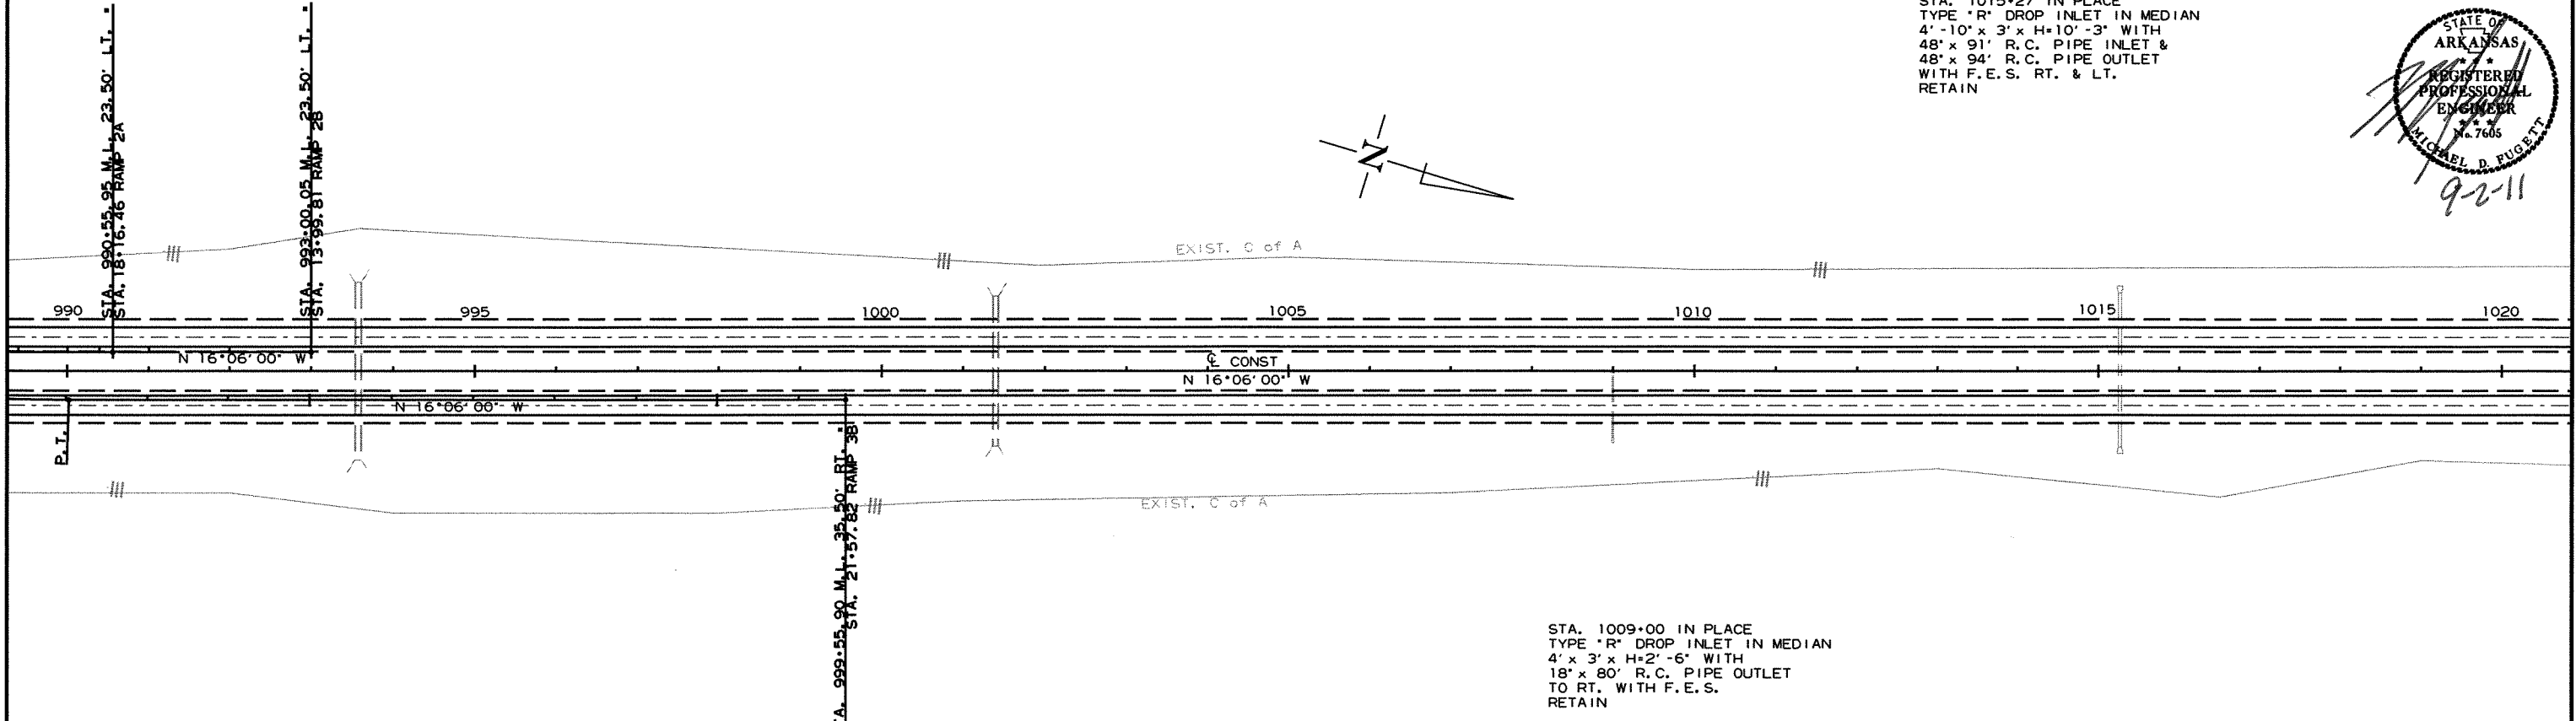 STA. 1015+27 IN PLACE
TYPE "R" DROP INLET IN MEDIAN
4'-10" x 3' x H=10'-3" WITH
48" x 91' R.C. PIPE INLET &
48" x 94' R.C. PIPE OUTLET
WITH F.E.S. RT. & LT.
RETAIN
STATE OF
ARKANSAS
★ ★ ★
REGISTERED
PROFESSIONAL
ENGINEER
★ ★ ★
No. 7605
MICHAEL D. FUGETT
9-2-11
STA. 990+55.95 M.L. 23.50' LT. =
STA. 18+16.46 RAMP 2A
STA. 993+00.05 M.L. 23.50' LT. =
STA. 13+99.81 RAMP 2B
N
EXIST. C of A
990
995
1000
1005
1010
1015
1020
N 16°06'00" W
℄ CONST
N 16°06'00" W
N 16°06'00" W
P.T.
STA. 999+55.90 M.L. 35.50' RT. =
STA. 21+57.82 RAMP 3B
EXIST. C of A
STA. 1009+00 IN PLACE
TYPE "R" DROP INLET IN MEDIAN
4' x 3' x H=2'-6" WITH
18" x 80' R.C. PIPE OUTLET
TO RT. WITH F.E.S.
RETAIN